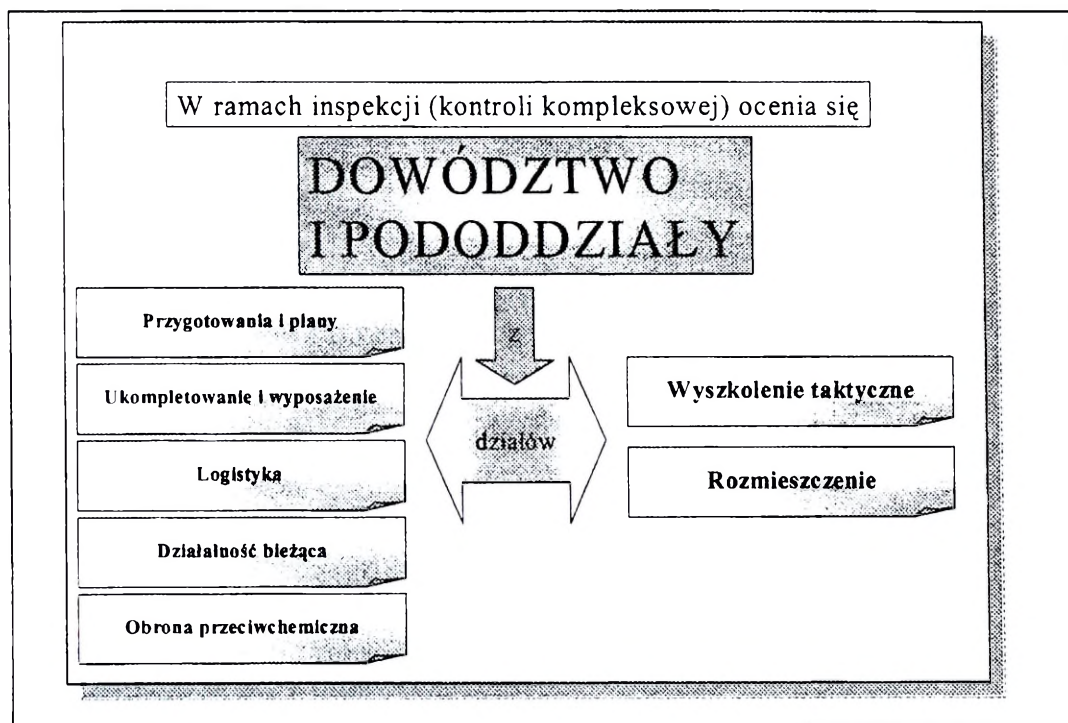 W ramach inspekcji (kontroli kompleksowej) ocenia się
DOWÓDZTWO
I PODODDZIAŁY
z
działów
Przygotowania i plany
Ukompletowanie i wyposażenie
Logistyka
Działalność bieżąca
Obrona przeciwchemiczna
Wyszkolenie taktyczne
Rozmieszczenie